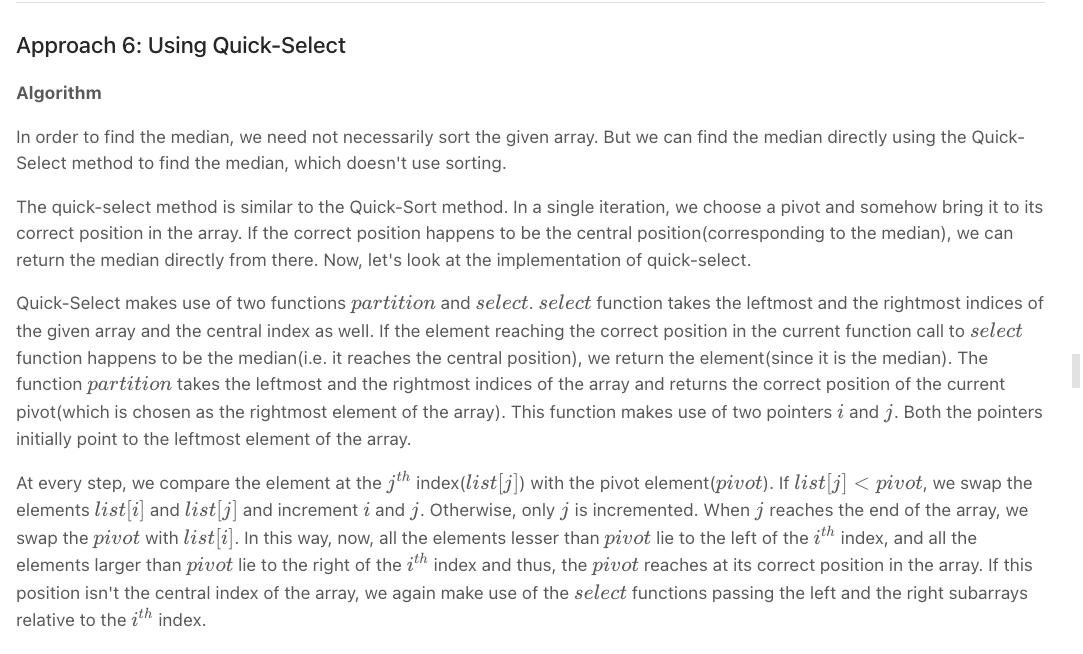 Approach 6: Using Quick-Select
Algorithm
In order to find the median, we need not necessarily sort the given array. But we can find the median directly using the Quick-
Select method to find the median, which doesn't use sorting.
The quick-select method is similar to the Quick-Sort method. In a single iteration, we choose a pivot and somehow bring it to its
correct position in the array. If the correct position happens to be the central position(corresponding to the median), we can
return the median directly from there. Now, let's look at the implementation of quick-select.
Quick-Select makes use of two functions partition and select. select function takes the leftmost and the rightmost indices of
the given array and the central index as well. If the element reaching the correct position in the current function call to select
function happens to be the median(i.e. it reaches the central position), we return the element(since it is the median). The
function partition takes the leftmost and the rightmost indices of the array and returns the correct position of the current
pivot(which is chosen as the rightmost element of the array). This function makes use of two pointers i and j. Both the pointers
initially point to the leftmost element of the array.
At every step, we compare the element at the j^th index(list[j]) with the pivot element(pivot). If list[j] < pivot, we swap the
elements list[i] and list[j] and increment i and j. Otherwise, only j is incremented. When j reaches the end of the array, we
swap the pivot with list[i]. In this way, now, all the elements lesser than pivot lie to the left of the i^th index, and all the
elements larger than pivot lie to the right of the i^th index and thus, the pivot reaches at its correct position in the array. If this
position isn't the central index of the array, we again make use of the select functions passing the left and the right subarrays
relative to the i^th index.